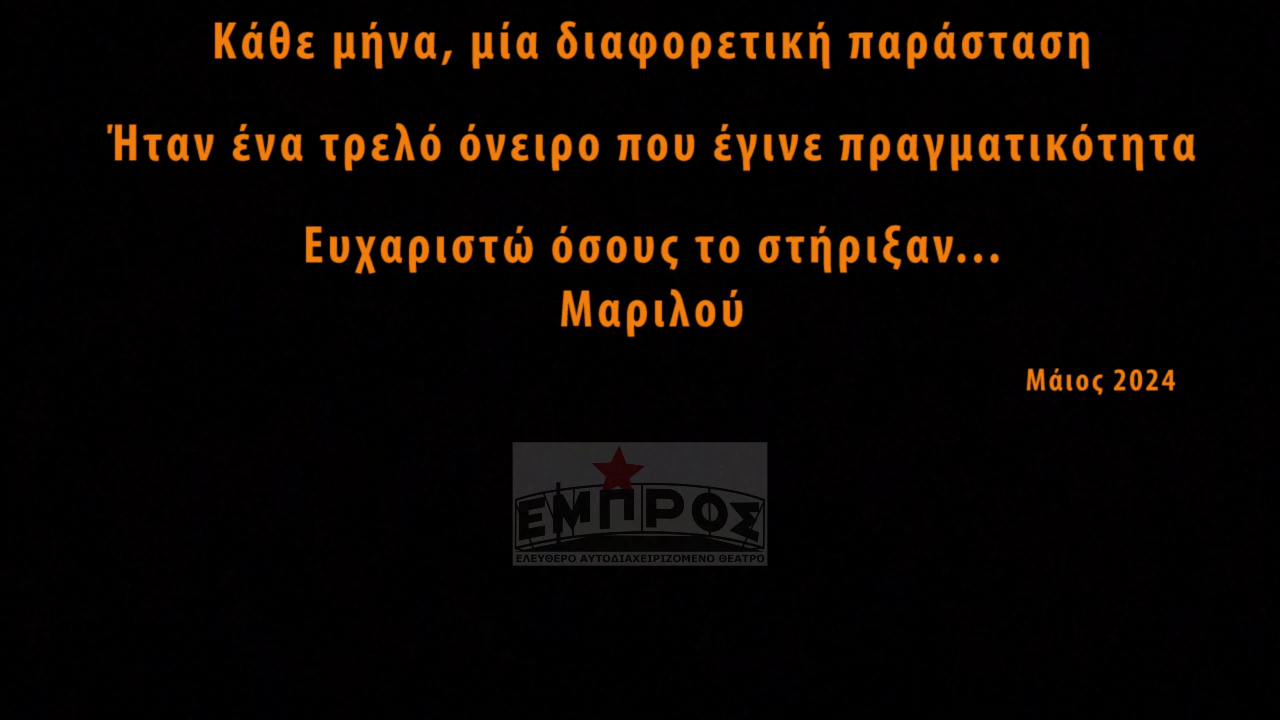 Κάθε μήνα, μία διαφορετική παράσταση
Ήταν ένα τρελό όνειρο που έγινε πραγματικότητα
Ευχαριστώ όσους το στήριξαν...
Μαριλού
Μάιος 2024
ΕΜΠΡΟΣ
ΕΛΕΥΘΕΡΟ ΑΥΤΟΔΙΑΧΕΙΡΙΖΟΜΕΝΟ ΘΕΑΤΡΟ